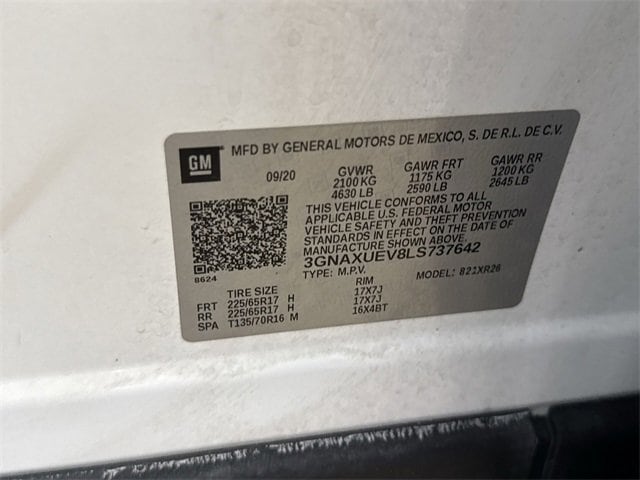 GM
MFD BY GENERAL MOTORS DE MEXICO, S. DE R.L. DE C.V.
09/20 GVWR GAWR FRT GAWR RR
2100 KG 1175 KG 1200 KG
4630 LB 2590 LB 2645 LB
THIS VEHICLE CONFORMS TO ALL
APPLICABLE U.S. FEDERAL MOTOR
VEHICLE SAFETY AND THEFT PREVENTION
STANDARDS IN EFFECT ON THE DATE OF
MANUFACTURE SHOWN ABOVE.
3GNAXUEV8LS737642
8624
TYPE: M.P.V. MODEL: 821XR26
TIRE SIZE RIM
FRT 225/65R17 H 17X7J
RR 225/65R17 H 17X7J
SPA T135/70R16 M 16X4BT